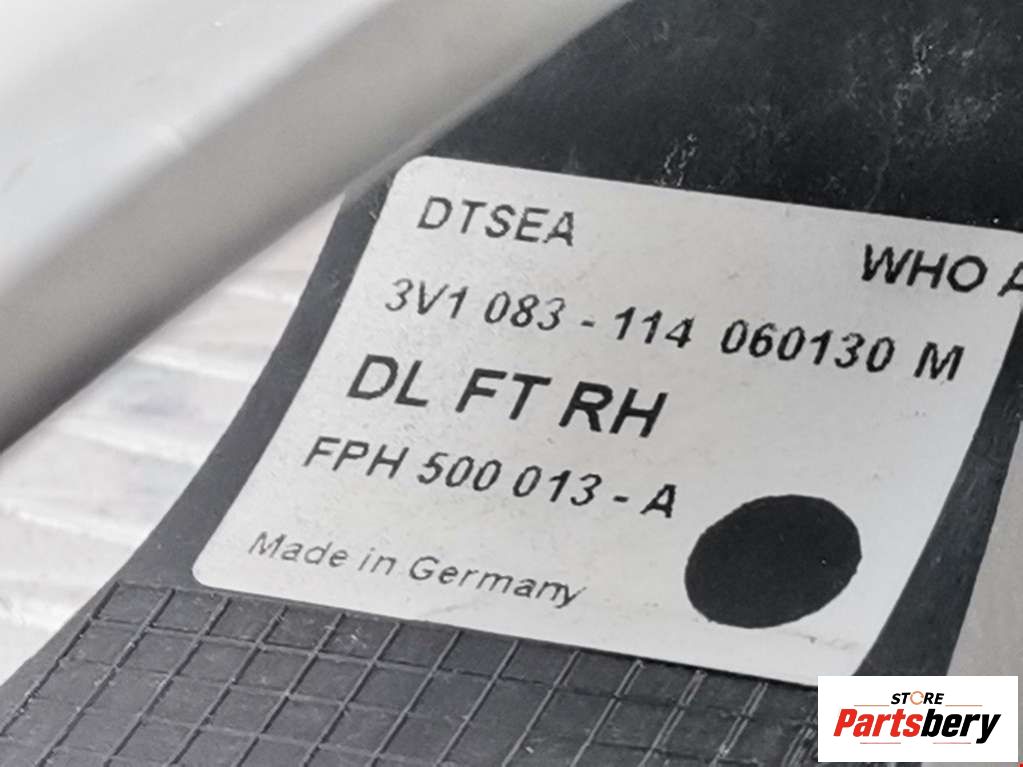 DTSEA
WHO
3V1 083 - 114 060130 M
DL FT RH
FPH 500 013 - A
Made in Germany
STORE
Partsbery